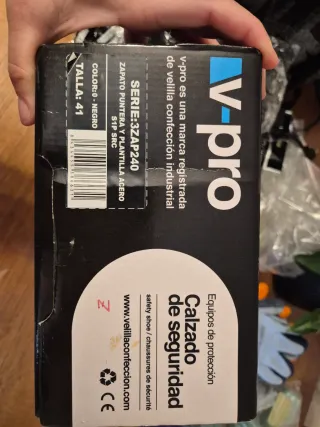 v-pro
v-pro es una marca registrada
de velilla confección industrial
SERIE:3ZAP240
ZAPATO PUNTERA Y PLANTILLA ACERO
S1P SRC
COLOR:0 - NEGRO
TALLA: 41
Equipos de protección
Calzado
de seguridad
safety shoe / chaussures de sécurité
www.velillaconfeccion.com
CE